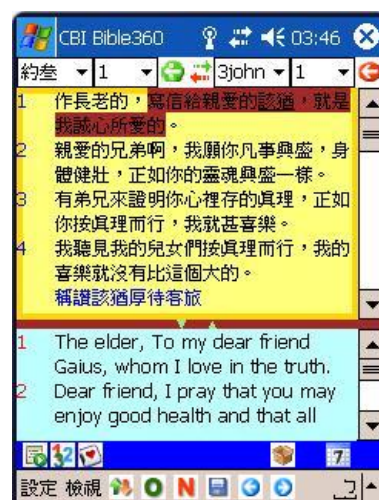 CBI Bible360 03:46
約叁 1 3john 1
1 作長老的，寫信給親愛的該猶，就是
我誠心所愛的。
2 親愛的兄弟啊，我願你凡事興盛，身
體健壯，正如你的靈魂興盛一樣。
3 有弟兄來證明你心裡存的真理，正如
你按真理而行，我就甚喜樂。
4 我聽見我的兒女們按真理而行，我的
喜樂就沒有比這個大的。
稱讚該猶厚待客旅
1 The elder, To my dear friend
Gaius, whom I love in the truth.
2 Dear friend, I pray that you may
enjoy good health and that all
1 3 2 7
設定 檢視 O N